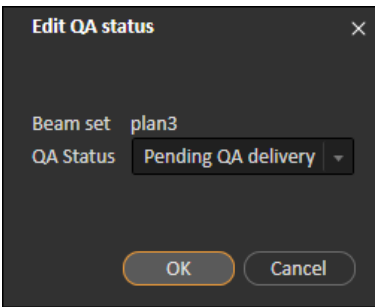 Edit QA status
Beam set plan3
QA Status Pending QA delivery
OK Cancel